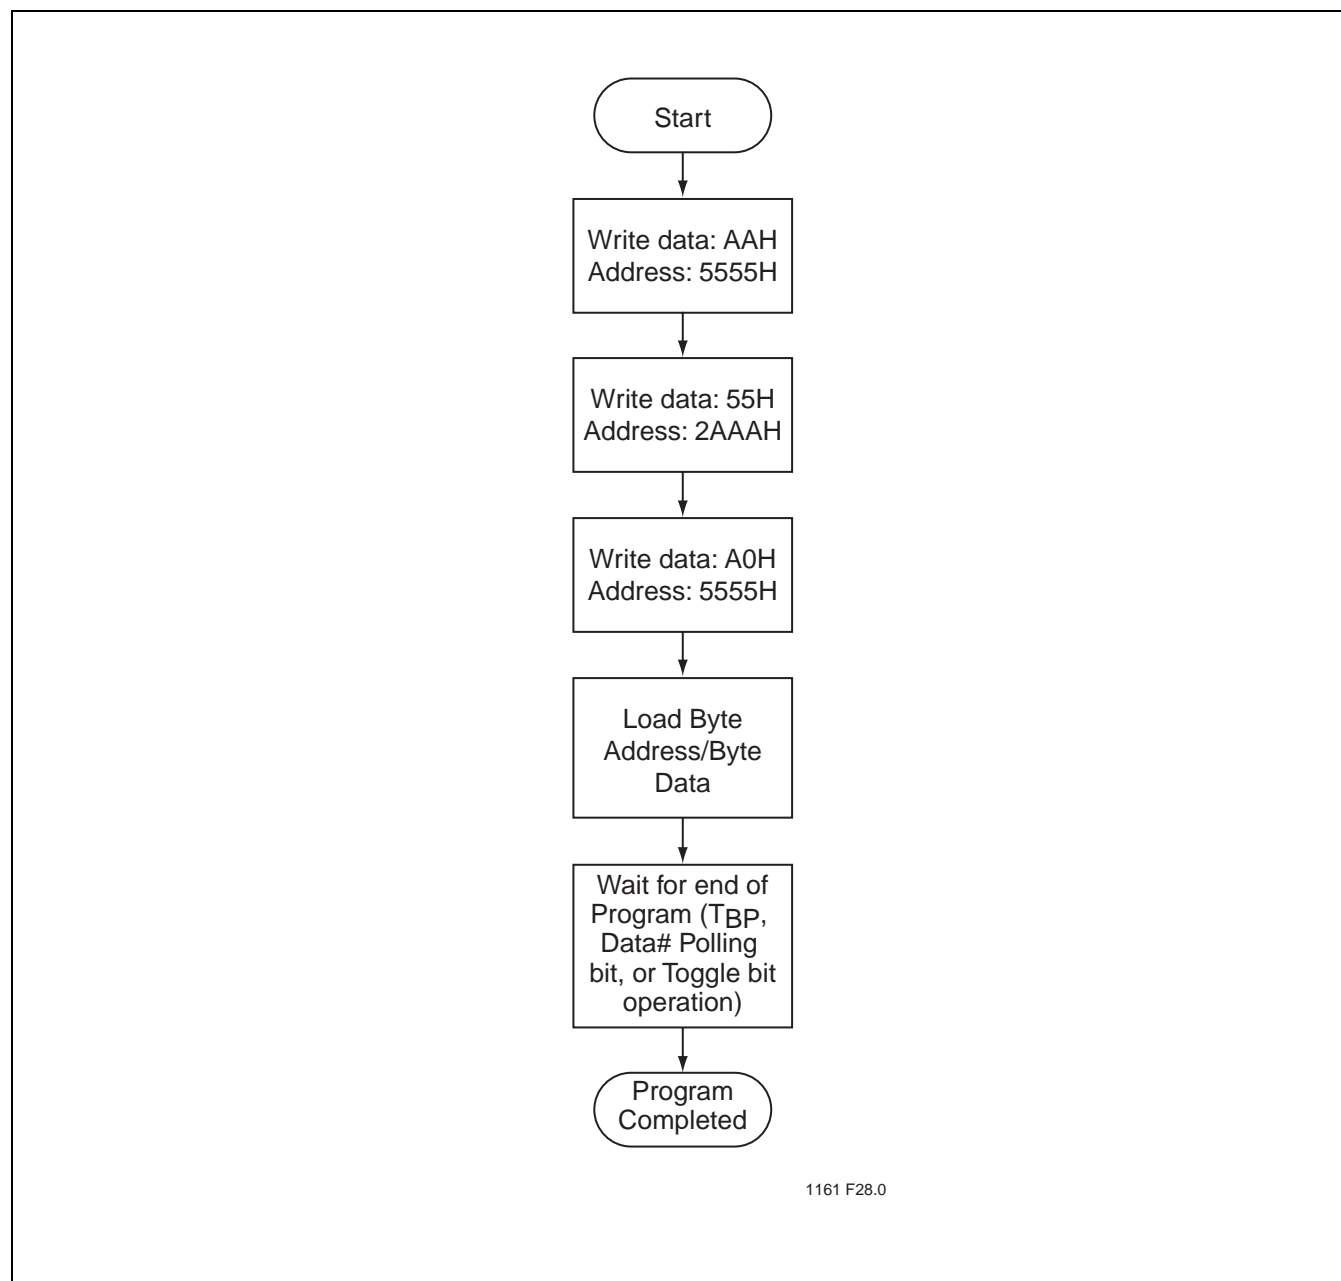 Start
Write data: AAH
Address: 5555H
Write data: 55H
Address: 2AAAH
Write data: A0H
Address: 5555H
Load Byte
Address/Byte
Data
Wait for end of
Program (TBP,
Data# Polling
bit, or Toggle bit
operation)
Program
Completed
1161 F28.0